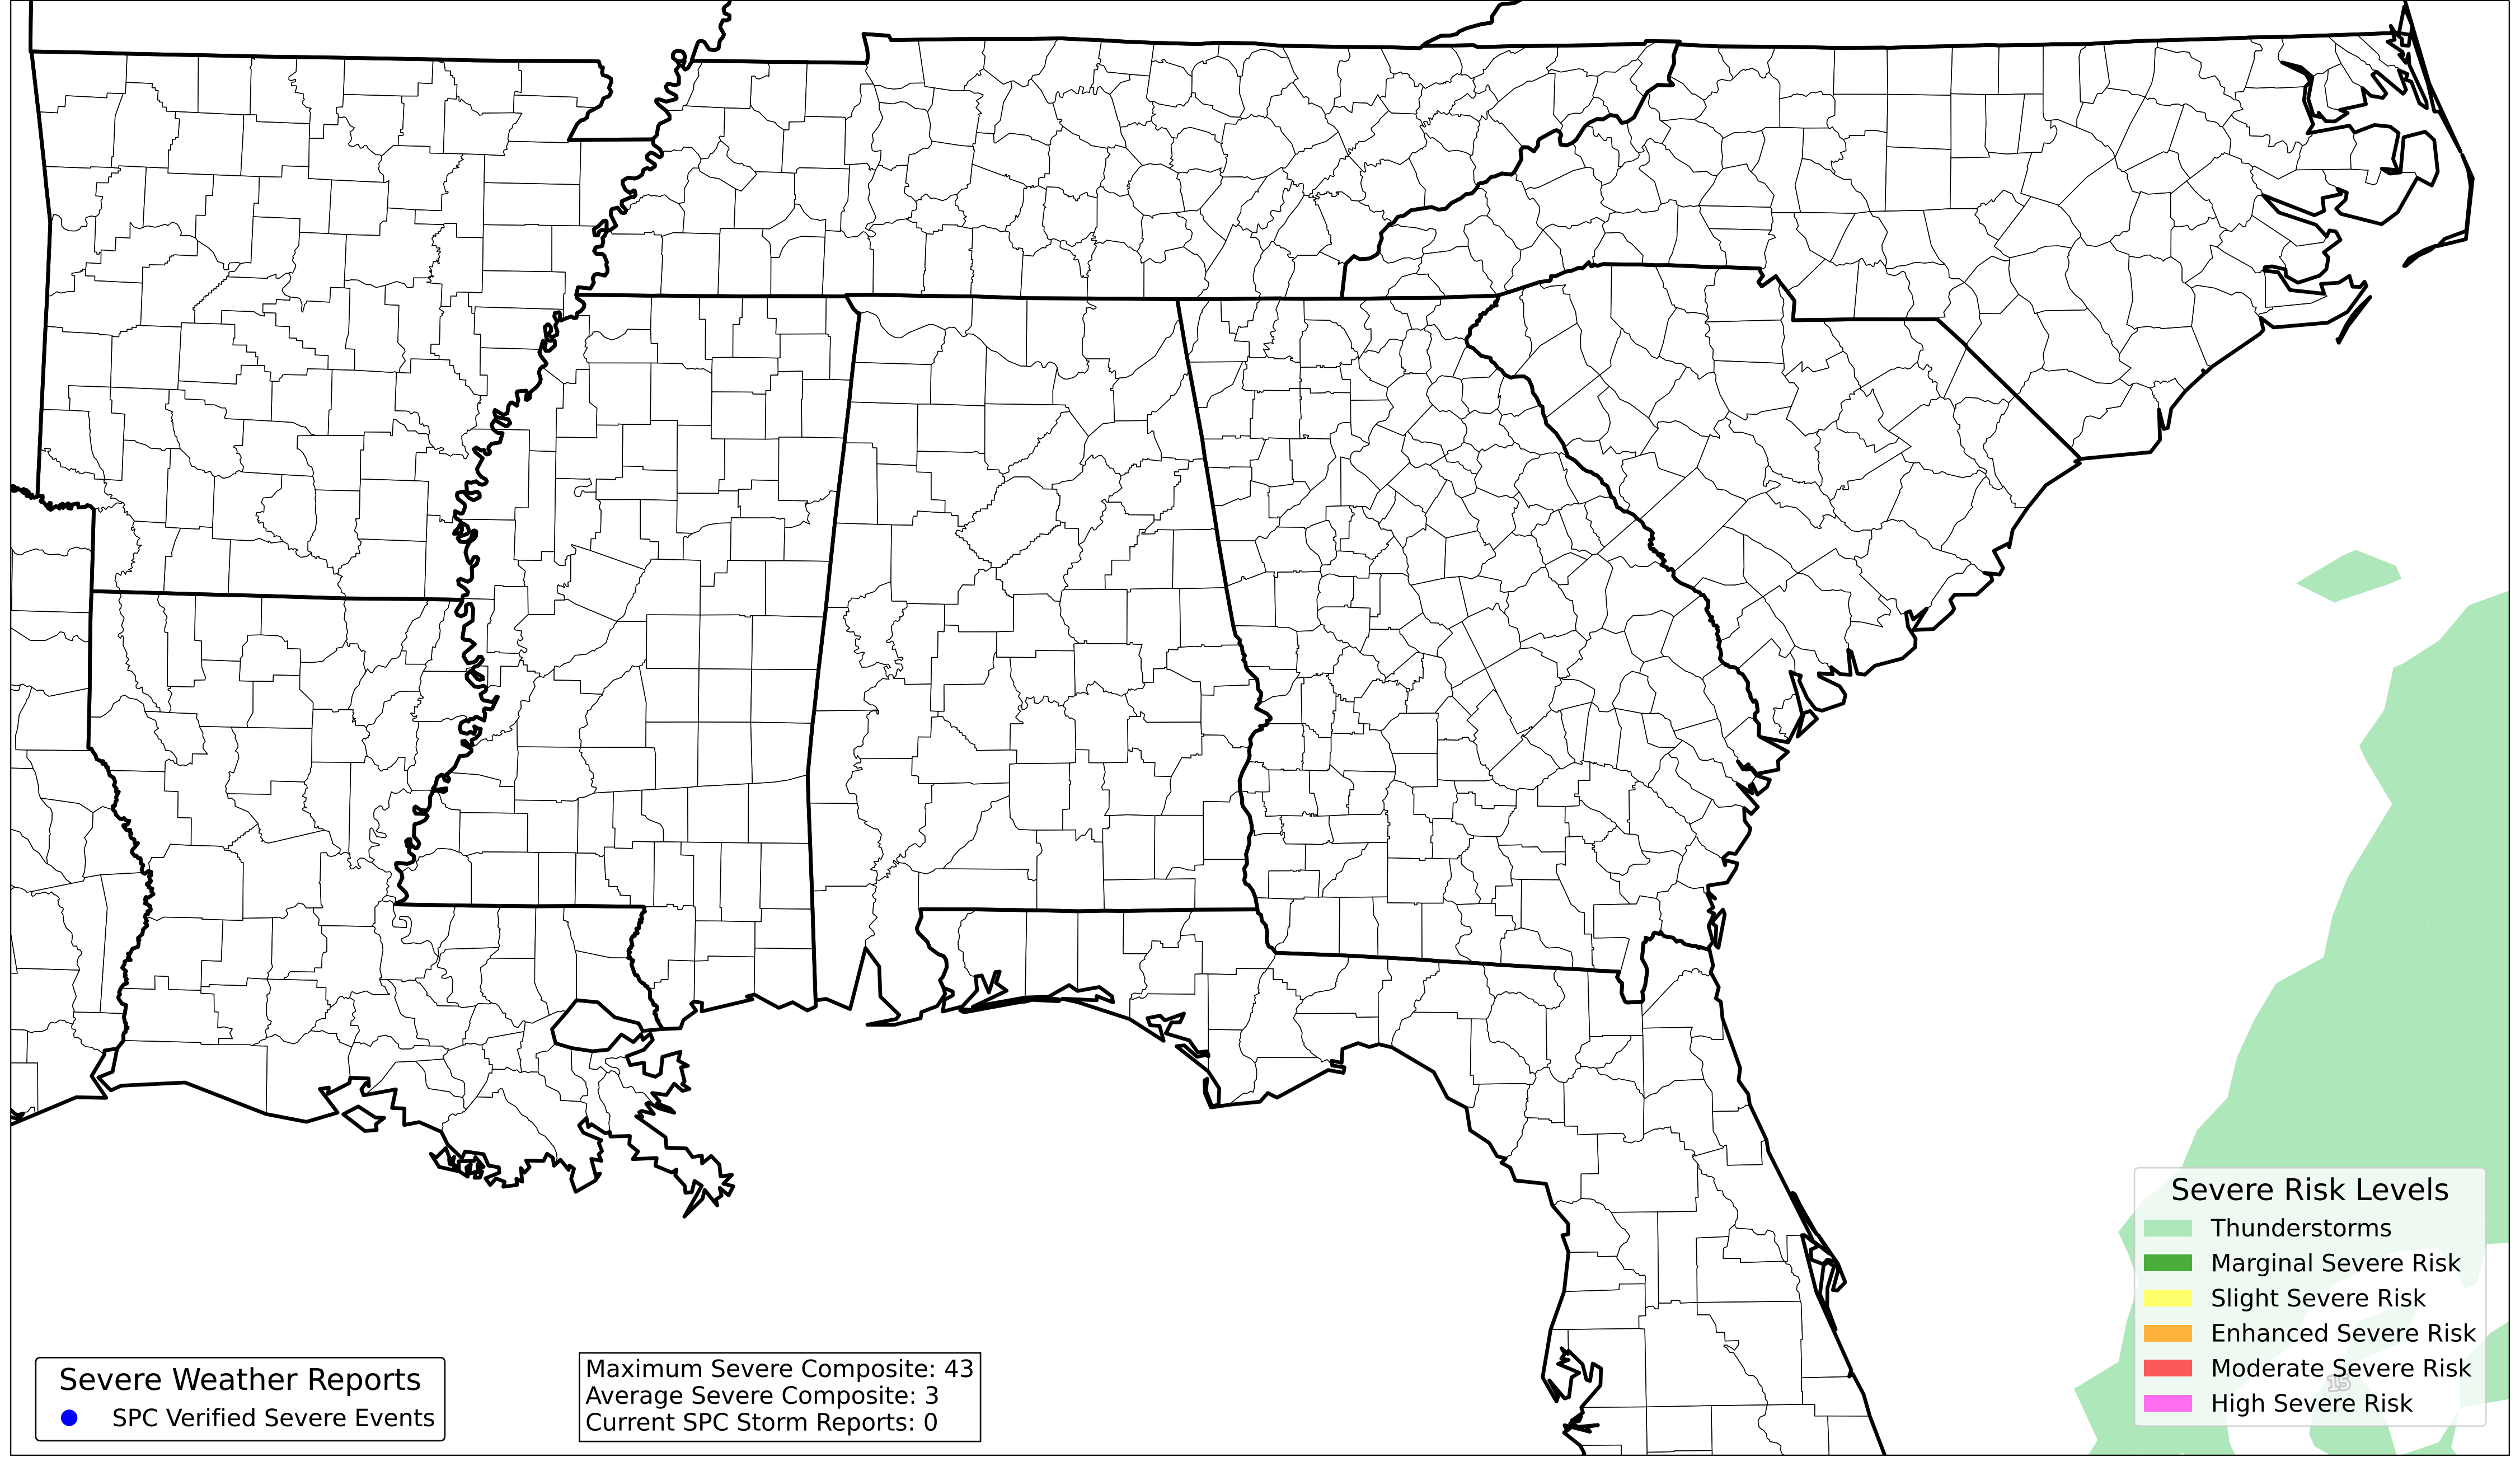 Severe Risk Levels
Thunderstorms
Marginal Severe Risk
Slight Severe Risk
Enhanced Severe Risk
Moderate Severe Risk
15
High Severe Risk
Severe Weather Reports
SPC Verified Severe Events
Maximum Severe Composite: 43
Average Severe Composite: 3
Current SPC Storm Reports: 0